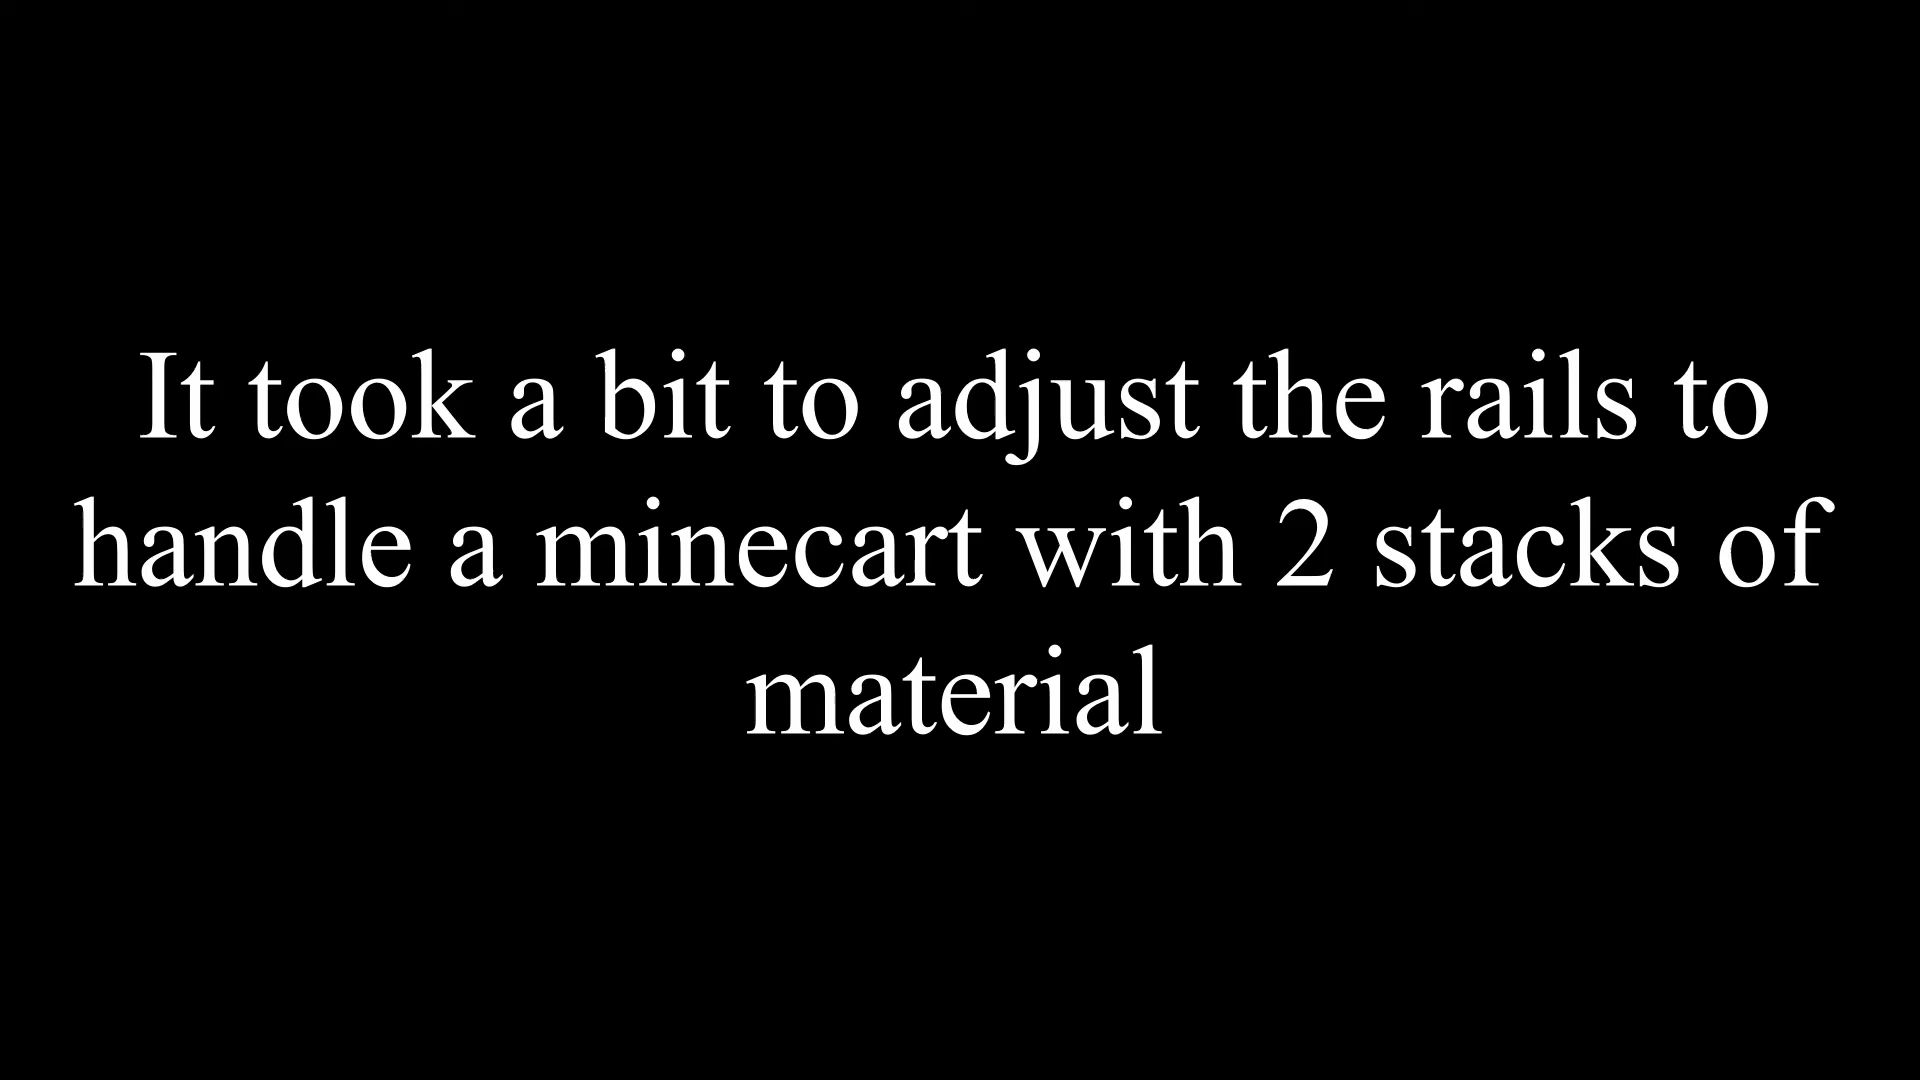 It took a bit to adjust the rails to
handle a minecart with 2 stacks of
material